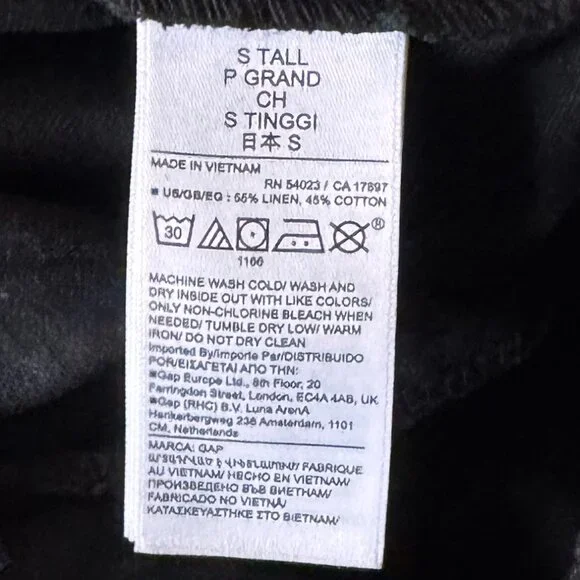 S TALL
P GRAND
CH
S TINGGI
日本 S
MADE IN VIETNAM
RN 54023 / CA 17897
■ US/GB/EG : 55% LINEN, 45% COTTON
30
1100
MACHINE WASH COLD/ WASH AND
DRY INSIDE OUT WITH LIKE COLORS/
ONLY NON-CHLORINE BLEACH WHEN
NEEDED/ TUMBLE DRY LOW/ WARM
IRON/ DO NOT DRY CLEAN
Imported By/Importe Par/DISTRIBUIDO
POR/ΕΙΣΑΓΕΤΑΙ ΑΠΟ ΤΗΝ:
■Gap Europe Ltd., 8th Floor, 20
Farringdon Street, London, EC4A 4AB, UK
■Gap (RHC) B.V. Luna ArenA
Herikerbergweg 238 Amsterdam, 1101
CM, Netherlands
MARCA: GAP
FABRIQUE
AU VIETNAM/ HECHO EN VIETNAM/
ПРОИЗВЕДЕНО ВЪВ ВИЕТНАМ/
FABRICADO NO VIETNAM/
ΚΑΤΑΣΚΕΥΑΣΤΗΚΕ ΣΤΟ ΒΙΕΤΝΑΜ/